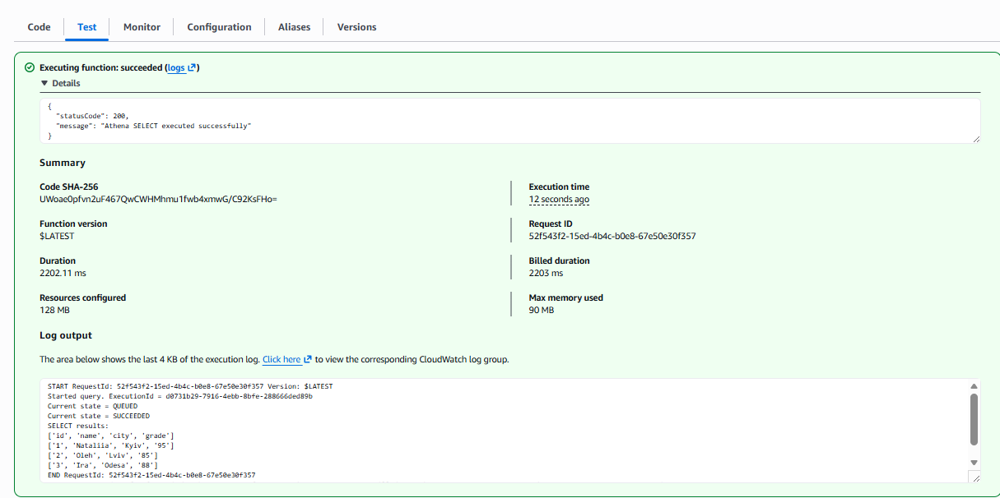 Code Test Monitor Configuration Aliases Versions
Executing function: succeeded (logs)
Details
{
"statusCode": 200,
"message": "Athena SELECT executed successfully"
}
Summary
Code SHA-256
UWoae0pfvn2uF467QwCWHMhmu1fwb4xmwG/C92KsFHo=
Execution time
12 seconds ago
Function version
$LATEST
Request ID
52f543f2-15ed-4b4c-b0e8-67e50e30f357
Duration
2202.11 ms
Billed duration
2203 ms
Resources configured
128 MB
Max memory used
90 MB
Log output
The area below shows the last 4 KB of the execution log. Click here to view the corresponding CloudWatch log group.
START RequestId: 52f543f2-15ed-4b4c-b0e8-67e50e30f357 Version: $LATEST
Started query. ExecutionId = d0731b29-7916-4ebb-8bfe-288666ded89b
Current state = QUEUED
Current state = SUCCEEDED
SELECT results:
['id', 'name', 'city', 'grade']
['1', 'Nataliia', 'Kyiv', '95']
['2', 'Oleh', 'Lviv', '85']
['3', 'Ira', 'Odesa', '88']
END RequestId: 52f543f2-15ed-4b4c-b0e8-67e50e30f357